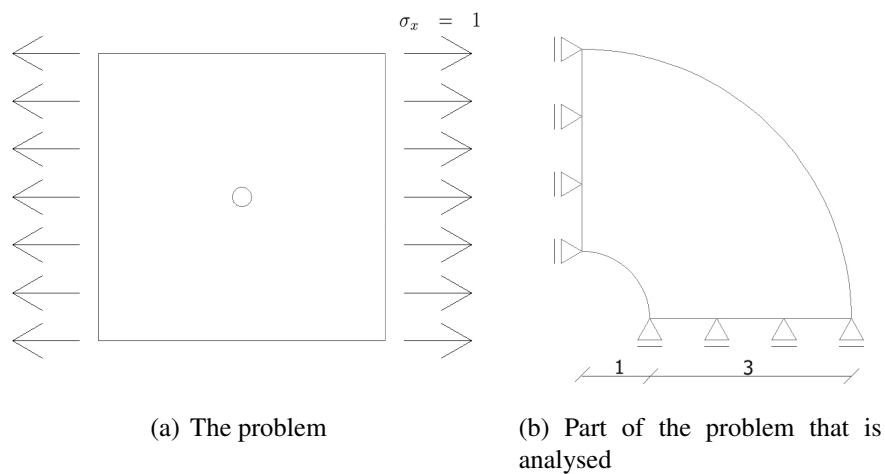 σₓ = 1
1
3
(a) The problem
(b) Part of the problem that is
analysed